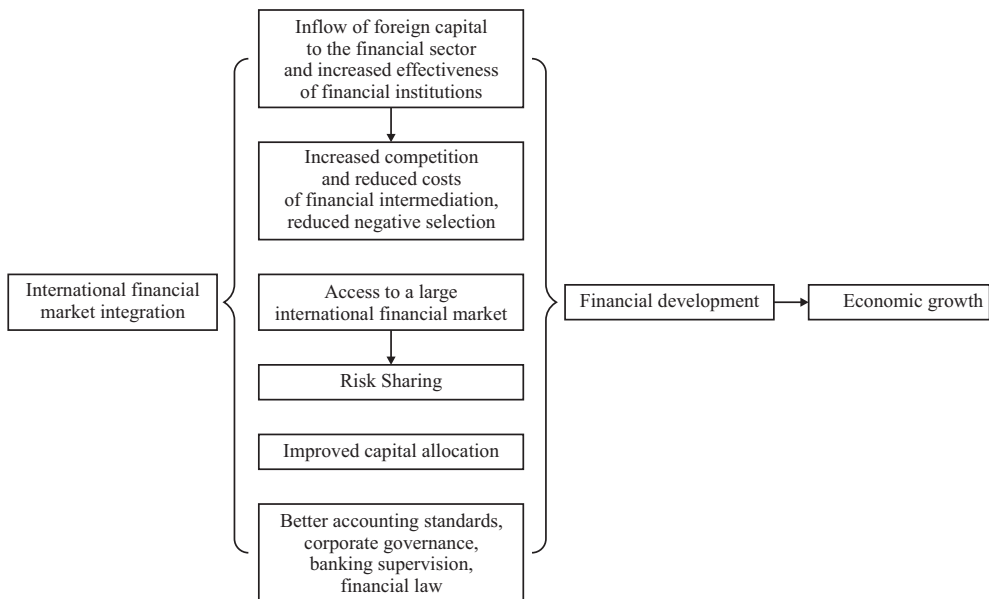 International financial
market integration
Inflow of foreign capital
to the financial sector
and increased effectiveness
of financial institutions
Increased competition
and reduced costs
of financial intermediation,
reduced negative selection
Access to a large
international financial market
Risk Sharing
Improved capital allocation
Better accounting standards,
corporate governance,
banking supervision,
financial law
Financial development
Economic growth